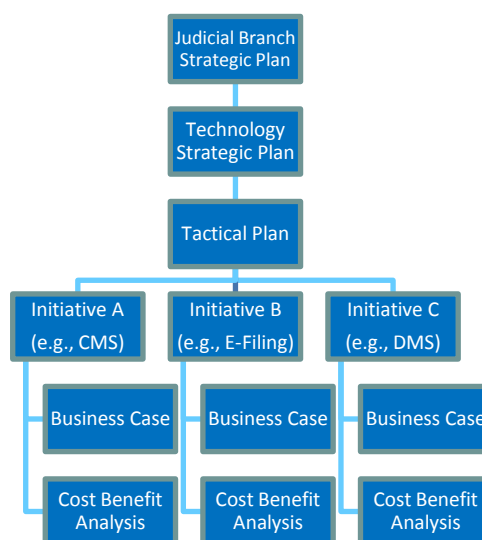 Judicial Branch
Strategic Plan
Technology
Strategic Plan
Tactical Plan
Initiative A
(e.g., CMS)
Initiative B
(e.g., E-Filing)
Initiative C
(e.g., DMS)
Business Case
Business Case
Business Case
Cost Benefit
Analysis
Cost Benefit
Analysis
Cost Benefit
Analysis